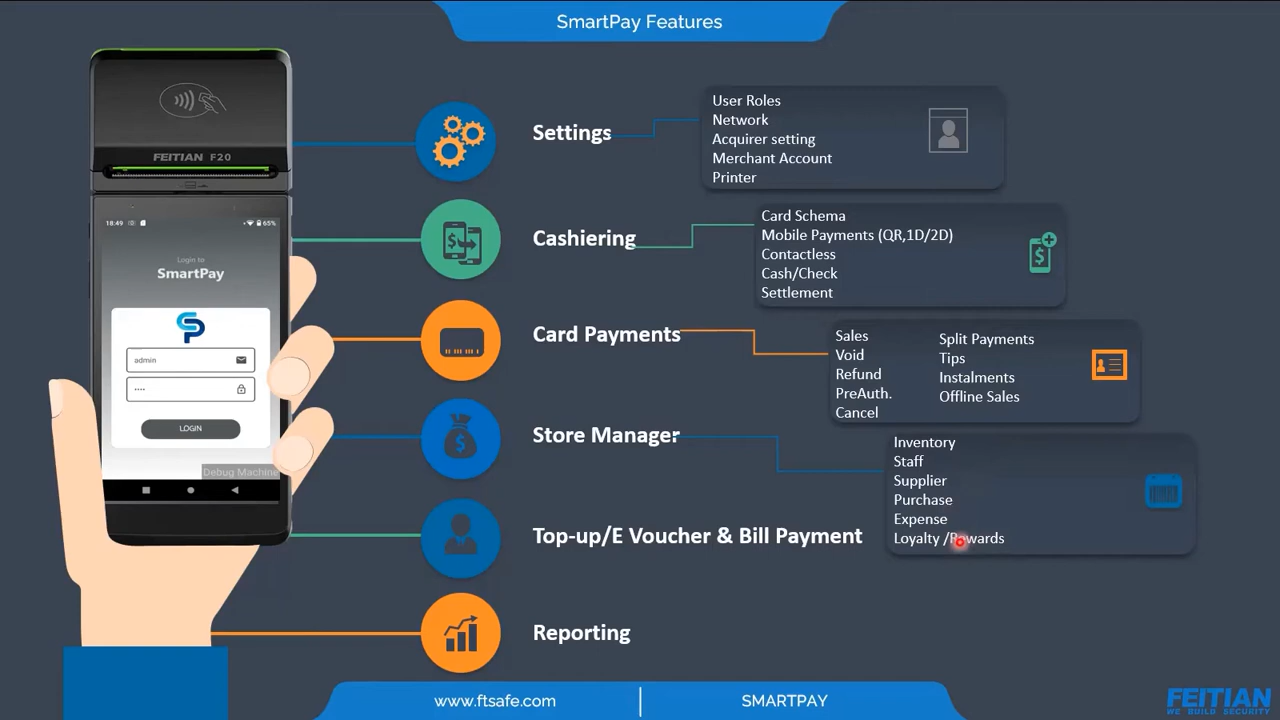 SmartPay Features
FEITIAN F20
18:49
65%
Login to
SmartPay
admin
····
LOGIN
Debug Machine
Settings
User Roles
Network
Acquirer setting
Merchant Account
Printer
Cashiering
Card Schema
Mobile Payments (QR,1D/2D)
Contactless
Cash/Check
Settlement
Card Payments
Sales
Void
Refund
PreAuth.
Cancel
Split Payments
Tips
Instalments
Offline Sales
Store Manager
Inventory
Staff
Supplier
Purchase
Expense
Loyalty /Rewards
Top-up/E Voucher & Bill Payment
Reporting
www.ftsafe.com
SMARTPAY
FEITIAN
WE BUILD SECURITY